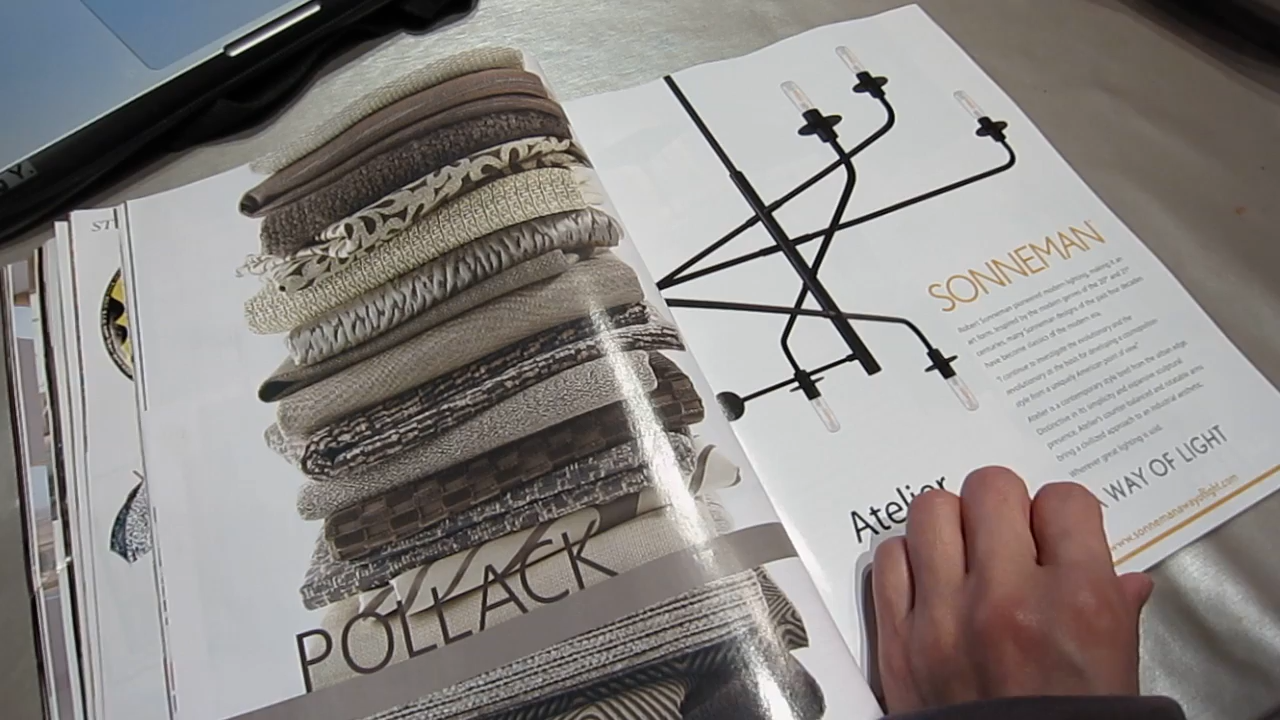 ST
POLLACK
SONNEMAN
Robert Sonneman pioneered modern lighting, making it an
art form. Inspired by the modern genres of the 20th and 21st
centuries, many Sonneman designs of the past four decades
have become classics of the modern era.
"I continue to investigate the evolutionary and the
revolutionary as the basis for developing a cosmopolitan
style from a uniquely American point of view."
Atelier is a contemporary style bred from the urban edge.
Distinctive in its simplicity and expansive sculptural
presence, Atelier's counter-balanced and rotatable arms
bring a civilized approach to an industrial aesthetic.
Wherever great lighting is sold.
Atelier
A WAY OF LIGHT
www.sonnemanawayoflight.com